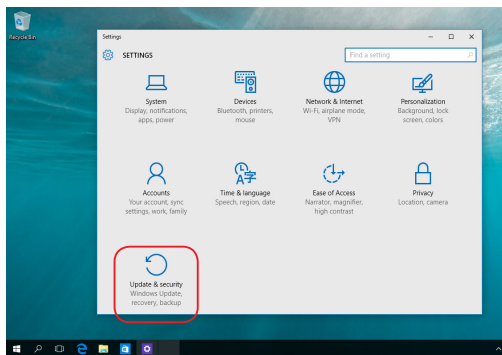 Recycle Bin
Settings
SETTINGS
Find a setting
System
Display, notifications,
apps, power
Devices
Bluetooth, printers,
mouse
Network & Internet
Wi-Fi, airplane mode,
VPN
Personalization
Background, lock
screen, colors
Accounts
Your account, sync
settings, work, family
Time & language
Speech, region, date
Ease of Access
Narrator, magnifier,
high contrast
Privacy
Location, camera
Update & security
Windows Update,
recovery, backup